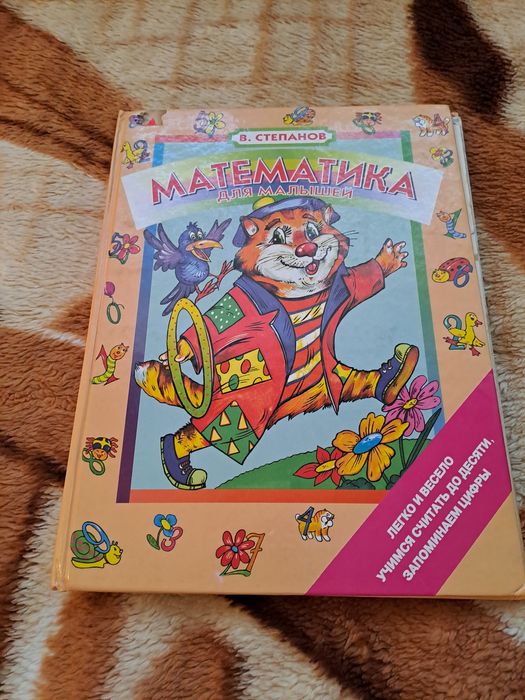 В. СТЕПАНОВ
МАТЕМАТИКА
ДЛЯ МАЛЫШЕЙ
ЛЕГКО И ВЕСЕЛО
УЧИМСЯ СЧИТАТЬ ДО ДЕСЯТИ,
ЗАПОМИНАЕМ ЦИФРЫ